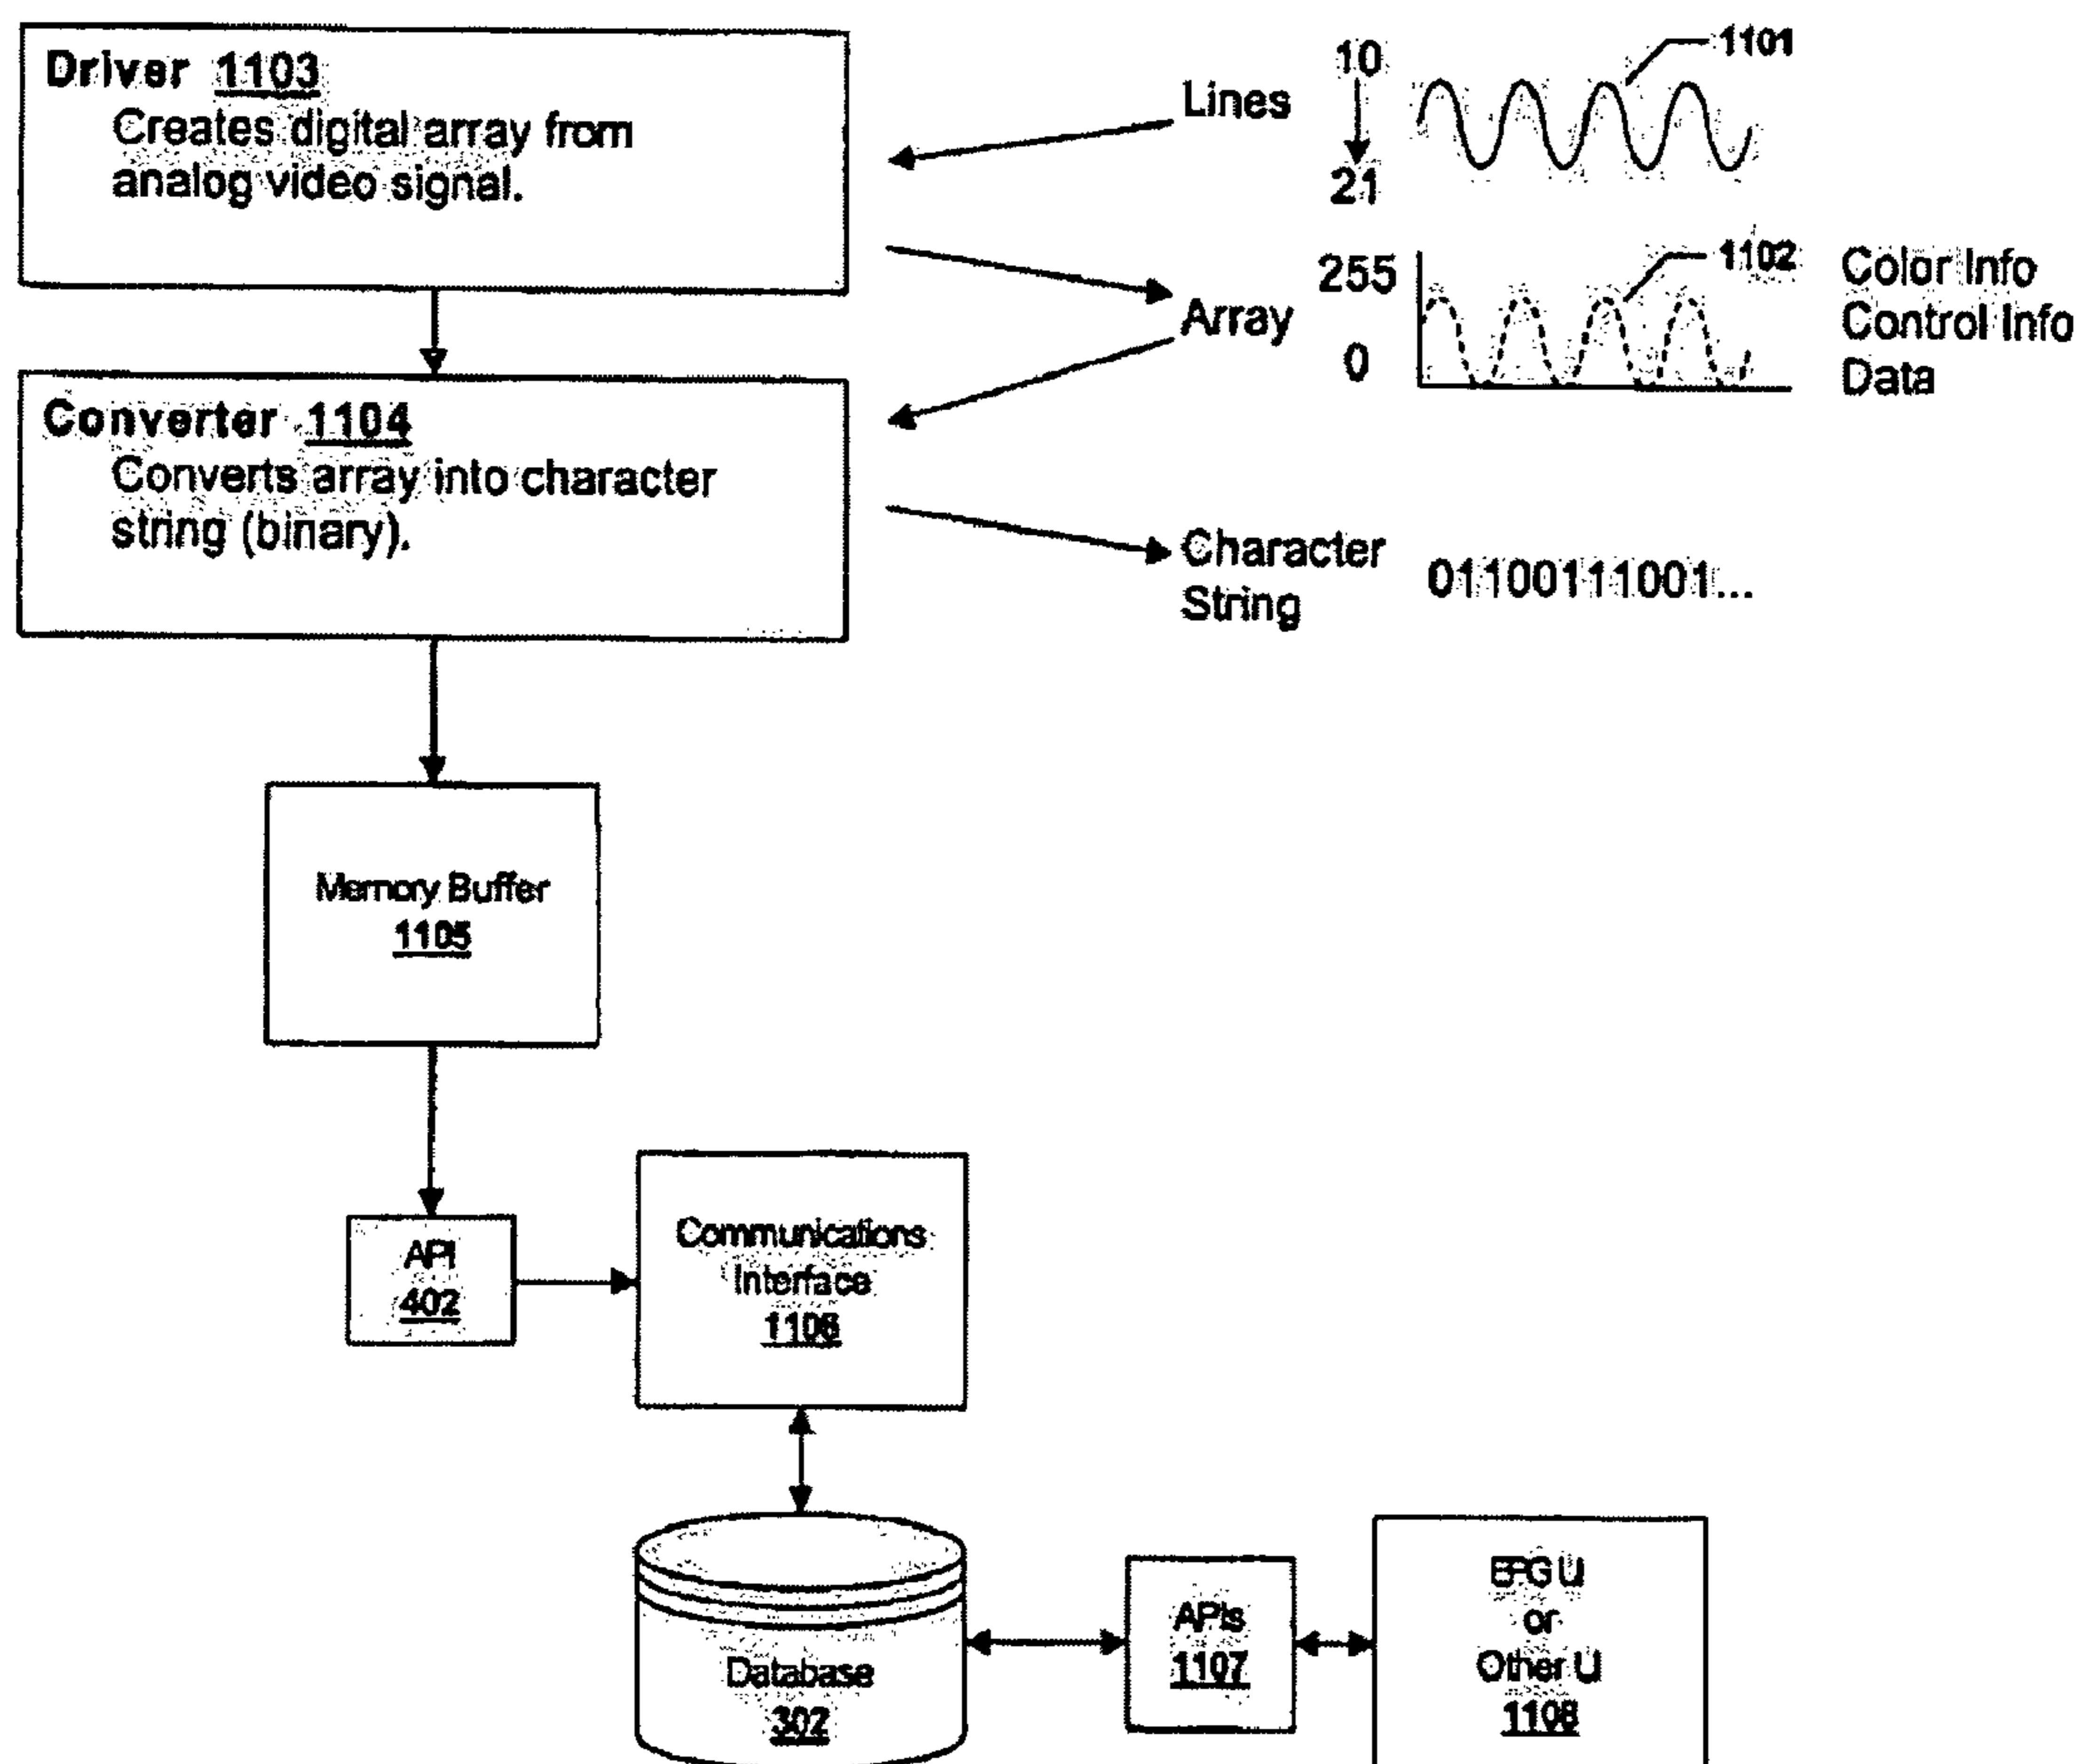 Driver 1103
Creates digital array from
analog video signal.
Lines
10
21
1101
255
0
1102
Color Info
Control Info
Data
Array
Converter 1104
Converts array into character
string (binary).
Character
String
01100111001...
Memory Buffer
1105
API
402
Communications
Interface
1106
Database
302
APIs
1107
EPG UI
or
Other UI
1108